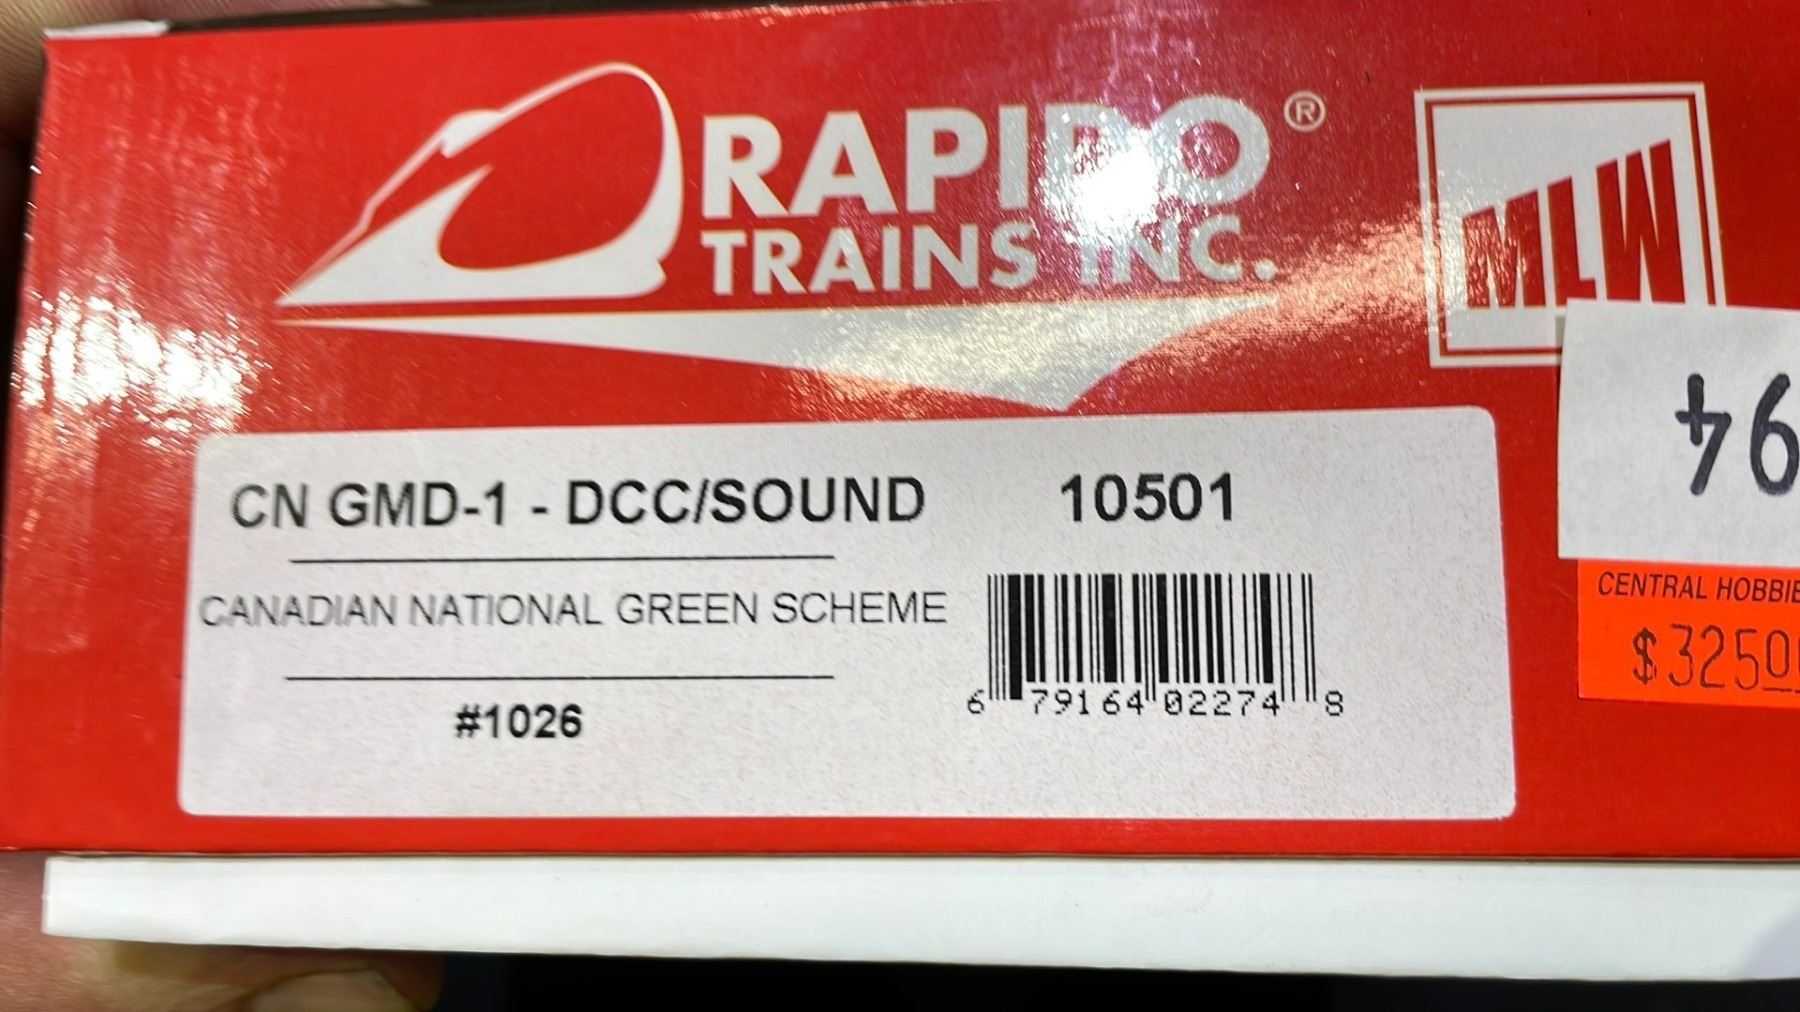 RAPIDO ®
TRAINS INC.
MLW
CN GMD-1 - DCC/SOUND 10501
CANADIAN NATIONAL GREEN SCHEME
#1026
6 79164 02274 8
CENTRAL HOBBIE
$3250